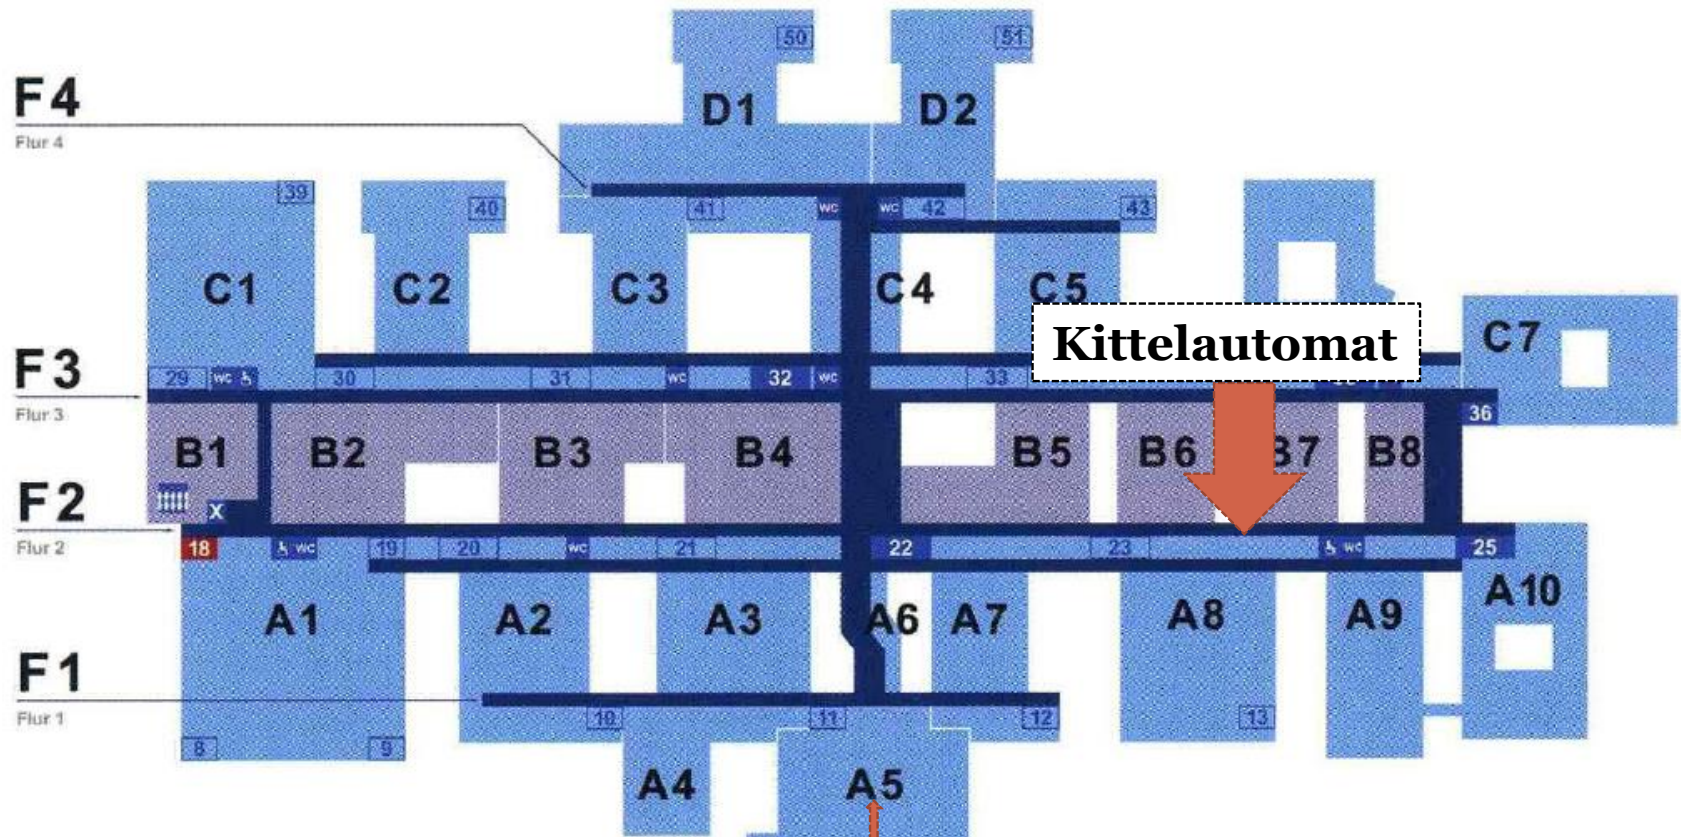 50 51
F4
D1 D2
Flur 4
39 40 41 WC WC 42 43
C1 C2 C3 C4 C5
Kittelautomat
C7
F3
29 WC 30 31 WC 32 WC 33
Flur 3
36
B1 B2 B3 B4 B5 B6 B7 B8
F2
X
Flur 2
18 WC 19 20 WC 21 22 23 WC 25
A1 A2 A3 A6 A7 A8 A9 A10
F1
Flur 1
10 11 12 13
8 9
A4 A5